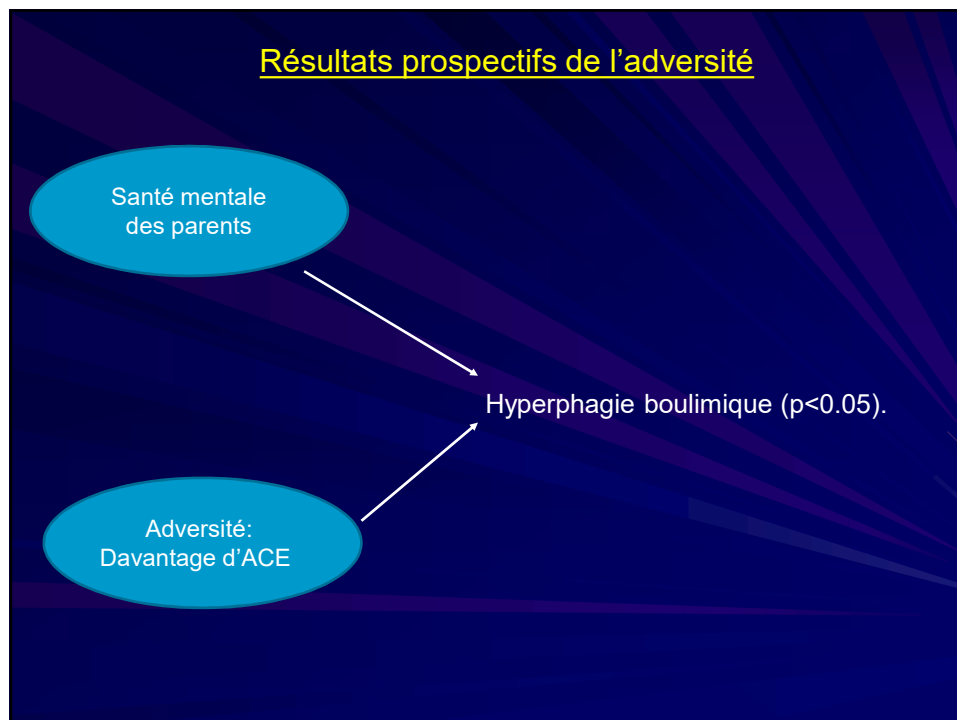 Résultats prospectifs de l’adversité
Santé mentale
des parents
Hyperphagie boulimique (p<0.05).
Adversité:
Davantage d’ACE